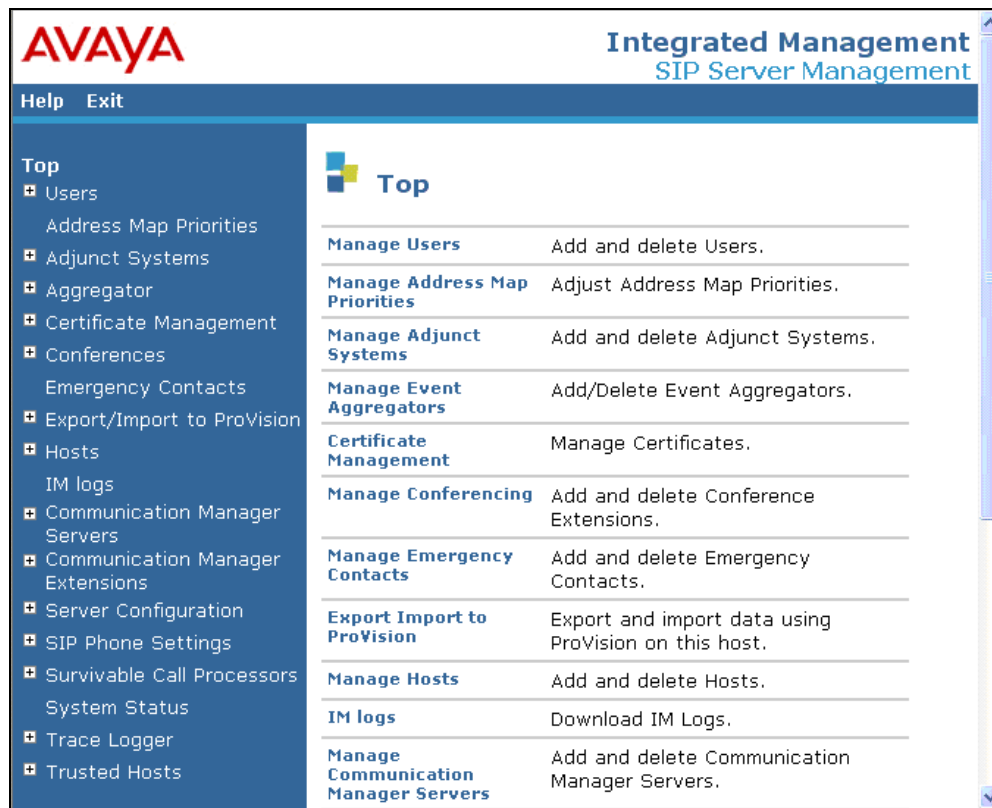 AVAYA
Integrated Management
SIP Server Management
Help Exit
Top
Users
Address Map Priorities
Adjunct Systems
Aggregator
Certificate Management
Conferences
Emergency Contacts
Export/Import to ProVision
Hosts
IM logs
Communication Manager
Servers
Communication Manager
Extensions
Server Configuration
SIP Phone Settings
Survivable Call Processors
System Status
Trace Logger
Trusted Hosts
Top
Manage Users Add and delete Users.
Manage Address Map Adjust Address Map Priorities.
Priorities
Manage Adjunct Add and delete Adjunct Systems.
Systems
Manage Event Add/Delete Event Aggregators.
Aggregators
Certificate Manage Certificates.
Management
Manage Conferencing Add and delete Conference
Extensions.
Manage Emergency Add and delete Emergency
Contacts Contacts.
Export Import to Export and import data using
ProVision ProVision on this host.
Manage Hosts Add and delete Hosts.
IM logs Download IM Logs.
Manage Add and delete Communication
Communication Manager Servers.
Manager Servers